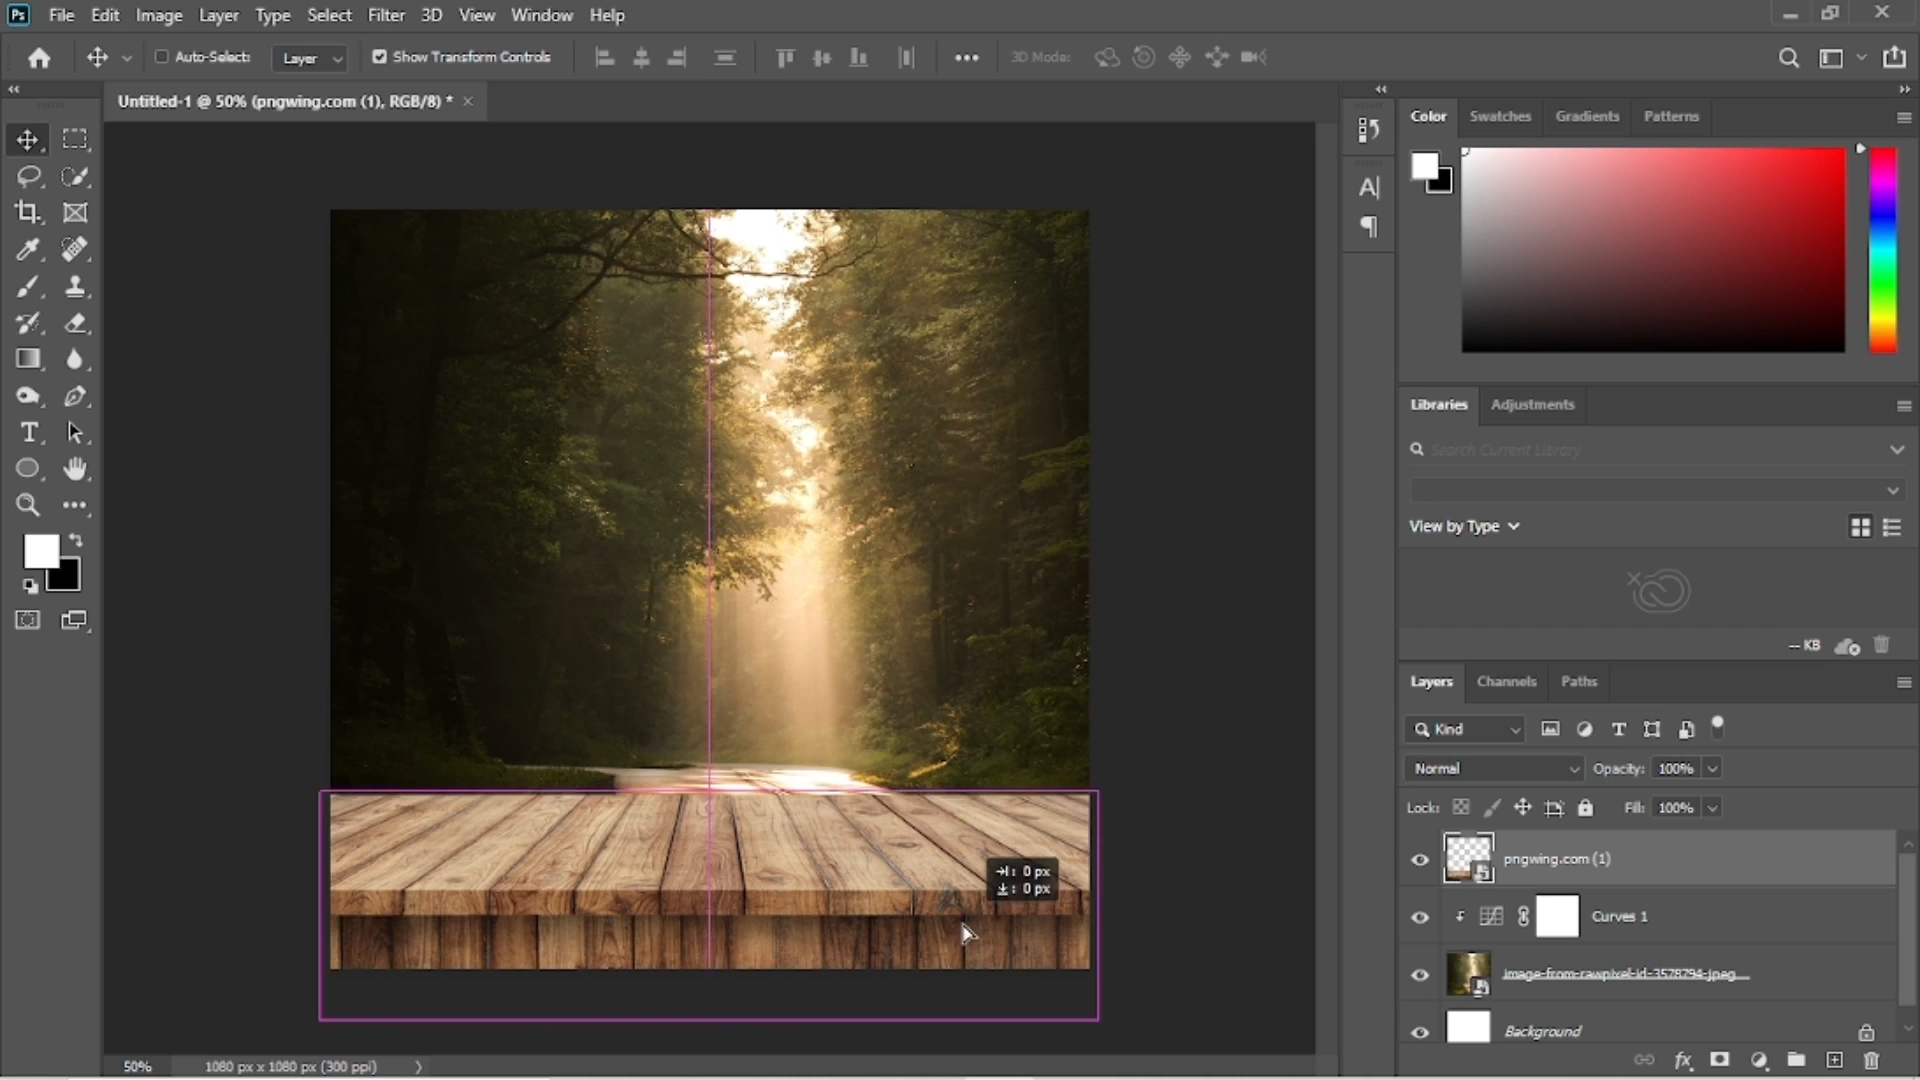 Ps File Edit Image Layer Type Select Filter 3D View Window Help
Auto-Select: Layer Show Transform Controls 3D Mode:
Untitled-1 @ 50% (pngwing.com (1), RGB/8) *
Color Swatches Gradients Patterns
Libraries Adjustments
Search Current Library
View by Type
-- KB
Layers Channels Paths
Kind
Normal Opacity: 100%
Lock: Fill: 100%
pngwing.com (1)
Curves 1
image-from-rawpixel-id-3578794-jpeg
Background
: 0 px
: 0 px
50% 1080 px x 1080 px (300 ppi)